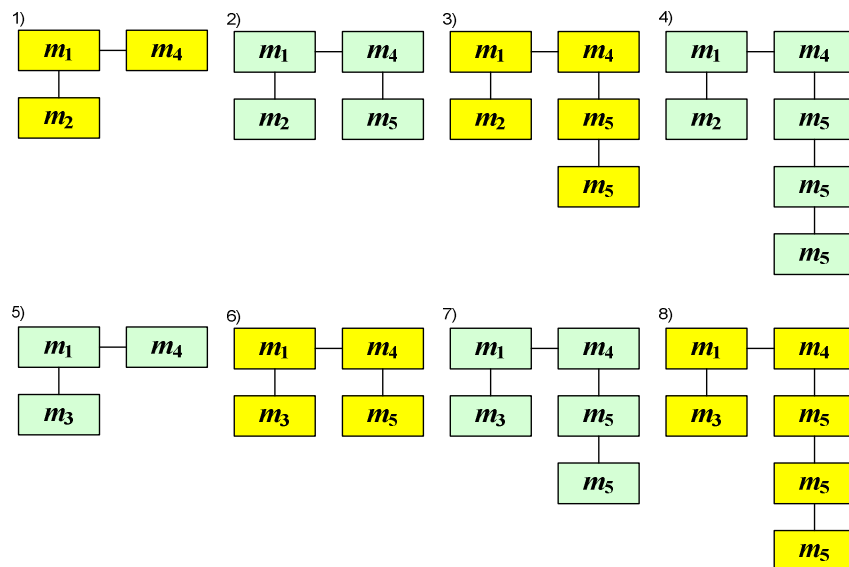 1) 2) 3) 4)
m₁ m₄ m₁ m₄ m₁ m₄ m₁ m₄
m₂ m₂ m₅ m₂ m₅ m₂ m₅
m₅ m₅
m₅
5) 6) 7) 8)
m₁ m₄ m₁ m₄ m₁ m₄ m₁ m₄
m₃ m₃ m₅ m₃ m₅ m₃ m₅
m₅ m₅
m₅